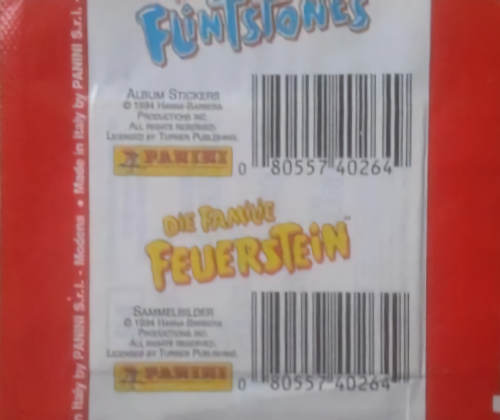 FLINTSTONES
ALBUM STICKERS
© 1994 HANNA-BARBERA
PRODUCTIONS INC.
ALL RIGHTS RESERVED.
LICENSED BY TURNER PUBLISHING.
PANINI
0 80557 40264
DIE FAMILIE
FEUERSTEIN™
SAMMELBILDER
© 1994 HANNA-BARBERA
PRODUCTIONS INC.
ALL RIGHTS RESERVED.
LICENSED BY TURNER PUBLISHING.
PANINI
0 80557 40264
n Italy by PANINI S.r.l. - Modena • Made in Italy by PANINI S.r.l. -